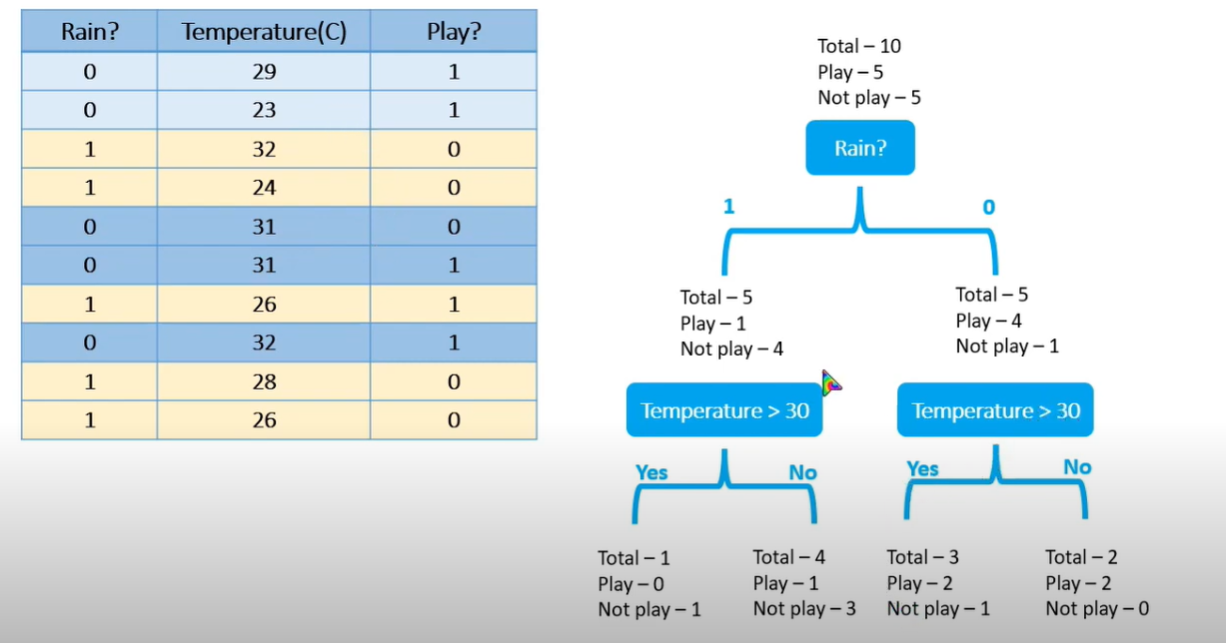 Rain? Temperature(C) Play?
0 29 1
0 23 1
1 32 0
1 24 0
0 31 0
0 31 1
1 26 1
0 32 1
1 28 0
1 26 0
Total – 10
Play – 5
Not play – 5
Rain?
1 0
Total – 5
Play – 1
Not play – 4
Total – 5
Play – 4
Not play – 1
Temperature > 30
Temperature > 30
Yes No
Yes No
Total – 1
Play – 0
Not play – 1
Total – 4
Play – 1
Not play – 3
Total – 3
Play – 2
Not play – 1
Total – 2
Play – 2
Not play – 0